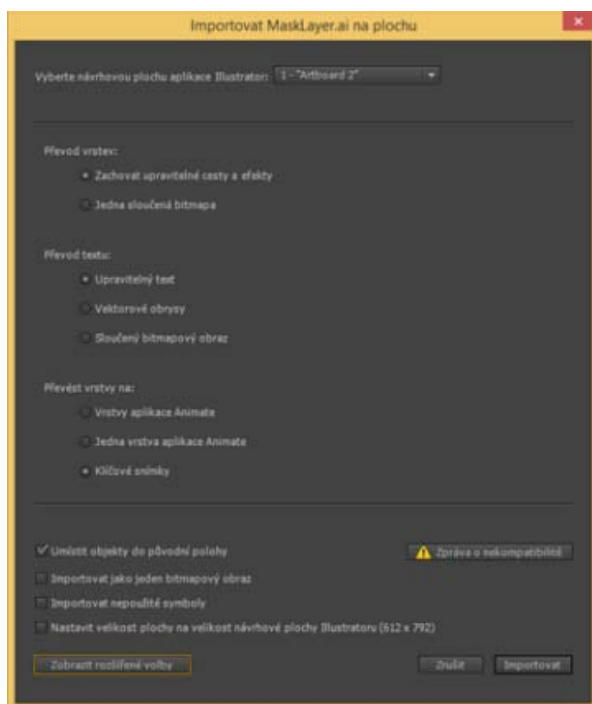 Importovat MaskLayer.ai na plochu
Vyberte návrhovou plochu aplikace Illustrator: 1 - "Artboard 2"
Převod vrstev:
Zachovat upravitelné cesty a efekty
Jedna sloučená bitmapa
Převod textu:
Upravitelný text
Vektorové obrysy
Sloučený bitmapový obraz
Převést vrstvy na:
Vrstvy aplikace Animate
Jedna vrstva aplikace Animate
Klíčové snímky
Umístit objekty do původní polohy Zpráva o nekompatibilitě
Importovat jako jeden bitmapový obraz
Importovat nepoužité symboly
Nastavit velikost plochy na velikost návrhové plochy Illustratoru (612 x 792)
Zobrazit rozšířené volby Zrušit Importovat